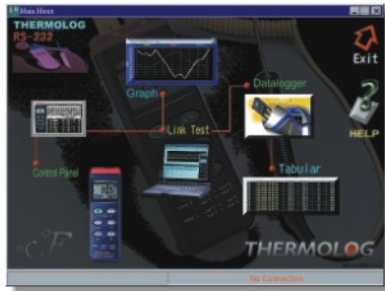 Main Menu
THERMOLOG
RS-232
Exit
Graph
Datalogger
HELP
Link Test
Control Panel
Tabular
°C °F
THERMOLOG
No Connection